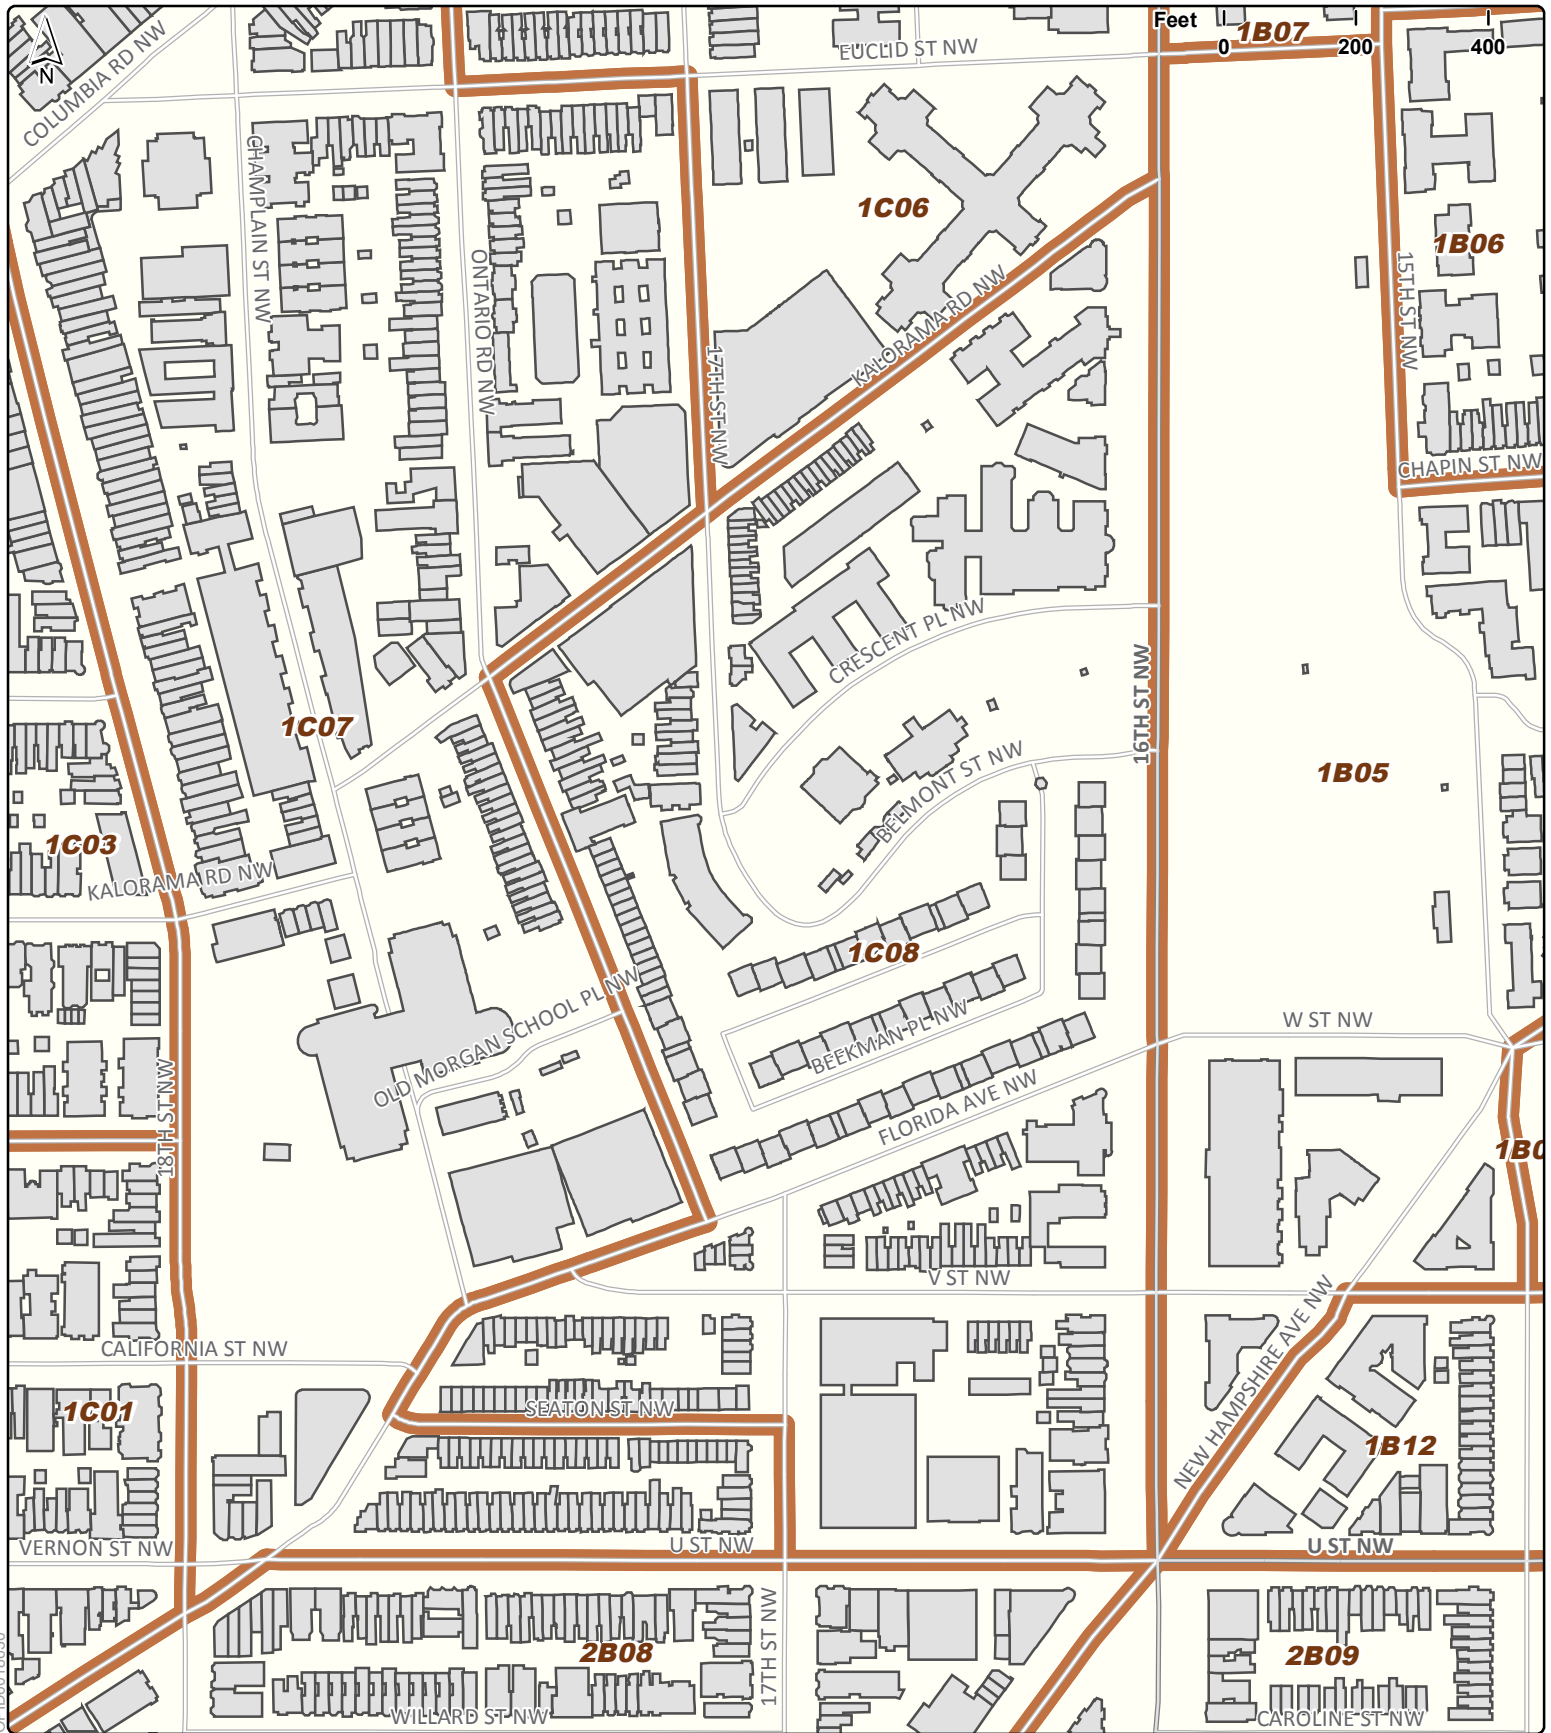 Feet
0
200
400
1B07
N
COLUMBIA RD NW
EUCLID ST NW
CHAMPLAIN ST NW
1C06
1B06
ONTARIO RD NW
15TH ST NW
KALORAMA RD NW
17TH ST NW
CHAPIN ST NW
CRESCENT PL NW
16TH ST NW
1C07
BELMONT ST NW
1B05
1C03
KALORAMA RD NW
1C08
OLD MORGAN SCHOOL PL NW
BEEKMAN PL NW
W ST NW
FLORIDA AVE NW
18TH ST NW
1B0
V ST NW
NEW HAMPSHIRE AVE NW
CALIFORNIA ST NW
1C01
SEATON ST NW
1B12
VERNON ST NW
U ST NW
U ST NW
17TH ST NW
2B08
2B09
WILLARD ST NW
CAROLINE ST NW